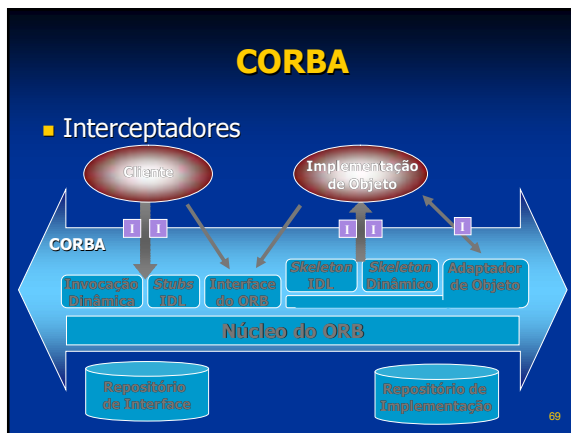 CORBA
Interceptadores
Cliente
Implementação
de Objeto
I I
I I
I
CORBA
Invocação
Dinâmica
Stubs
IDL
Interface
do ORB
Skeleton
IDL
Skeleton
Dinâmico
Adaptador
de Objeto
Núcleo do ORB
Repositório
de Interface
Repositório de
Implementação
69